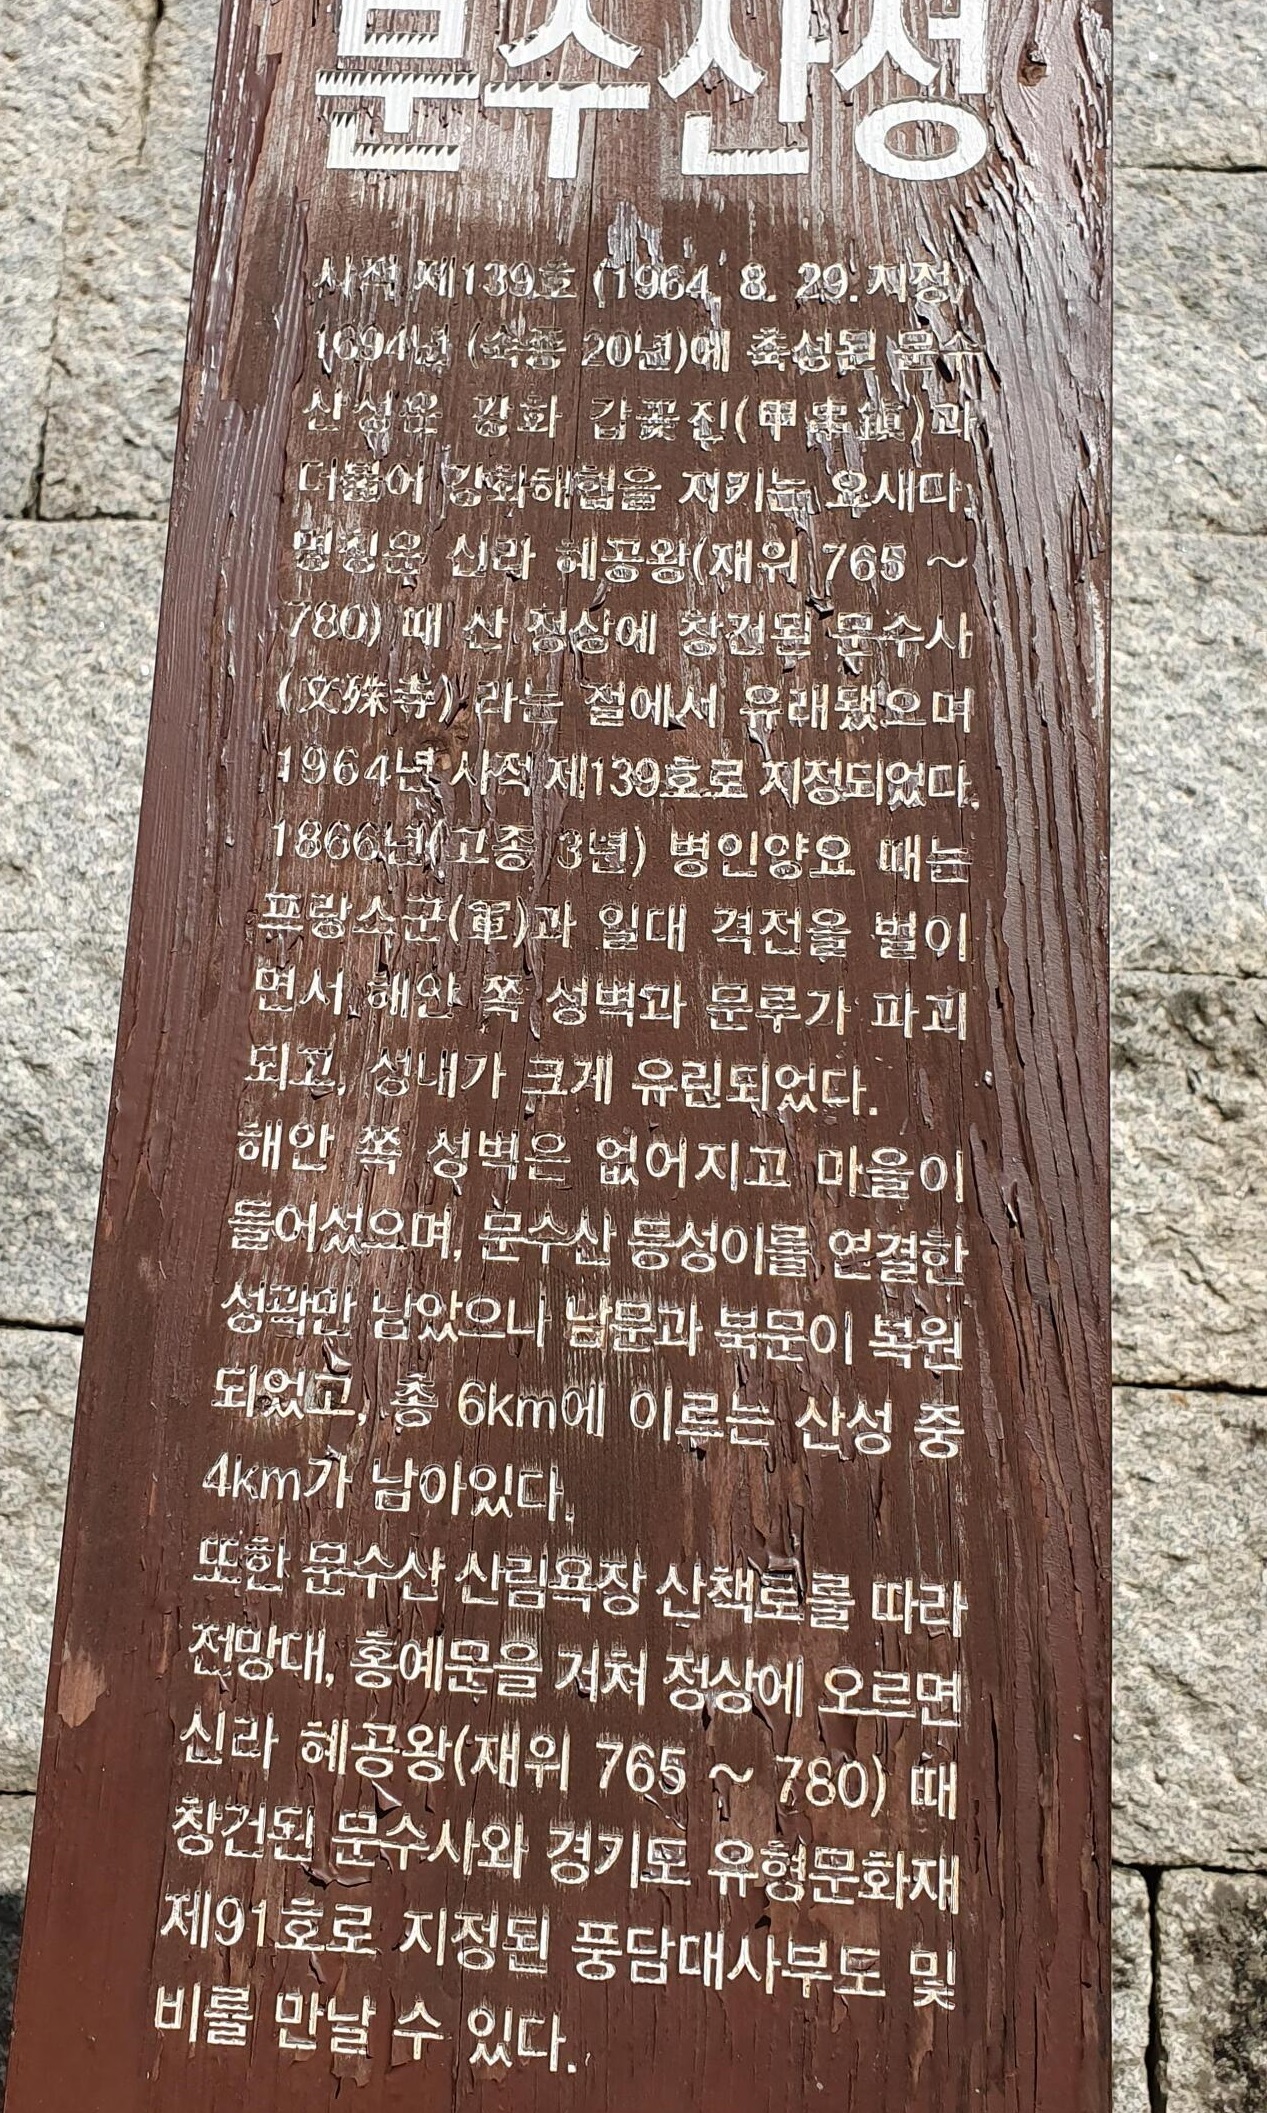 문수산성
사적 제139호 (1964. 8. 29. 지정)
1694년 (숙종 20년)에 축성된 문수
산성은 강화 갑꽂진(甲串鎮)과
더불어 강화해협을 지키는 요새다.
명칭은 신라 혜공왕(재위 765 ~
780) 때 산 정상에 창건된 문수사
(文殊寺) 라는 절에서 유래됐으며
1964년 사적 제139호로 지정되었다.
1866년(고종 3년) 병인양요 때는
프랑스군(軍)과 일대 격전을 벌이
면서 해안 쪽 성벽과 문루가 파괴
되고, 성내가 크게 유린되었다.
해안 쪽 성벽은 없어지고 마을이
들어섰으며, 문수산 등성이를 연결한
성곽만 남았으나 남문과 북문이 복원
되었고, 총 6km에 이르는 산성 중
4km가 남아있다.
또한 문수산 산림욕장 산책로를 따라
전망대, 홍예문을 거쳐 정상에 오르면
신라 혜공왕(재위 765 ~ 780) 때
창건된 문수사와 경기도 유형문화재
제91호로 지정된 풍담대사부도 및
비를 만날 수 있다.